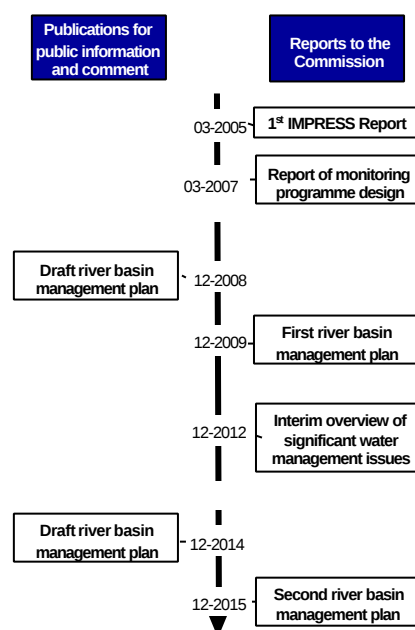 Publications for
public information
and comment
Reports to the
Commission
03-2005
1st IMPRESS Report
03-2007
Report of monitoring
programme design
Draft river basin
management plan
12-2008
12-2009
First river basin
management plan
12-2012
Interim overview of
significant water
management issues
Draft river basin
management plan
12-2014
12-2015
Second river basin
management plan